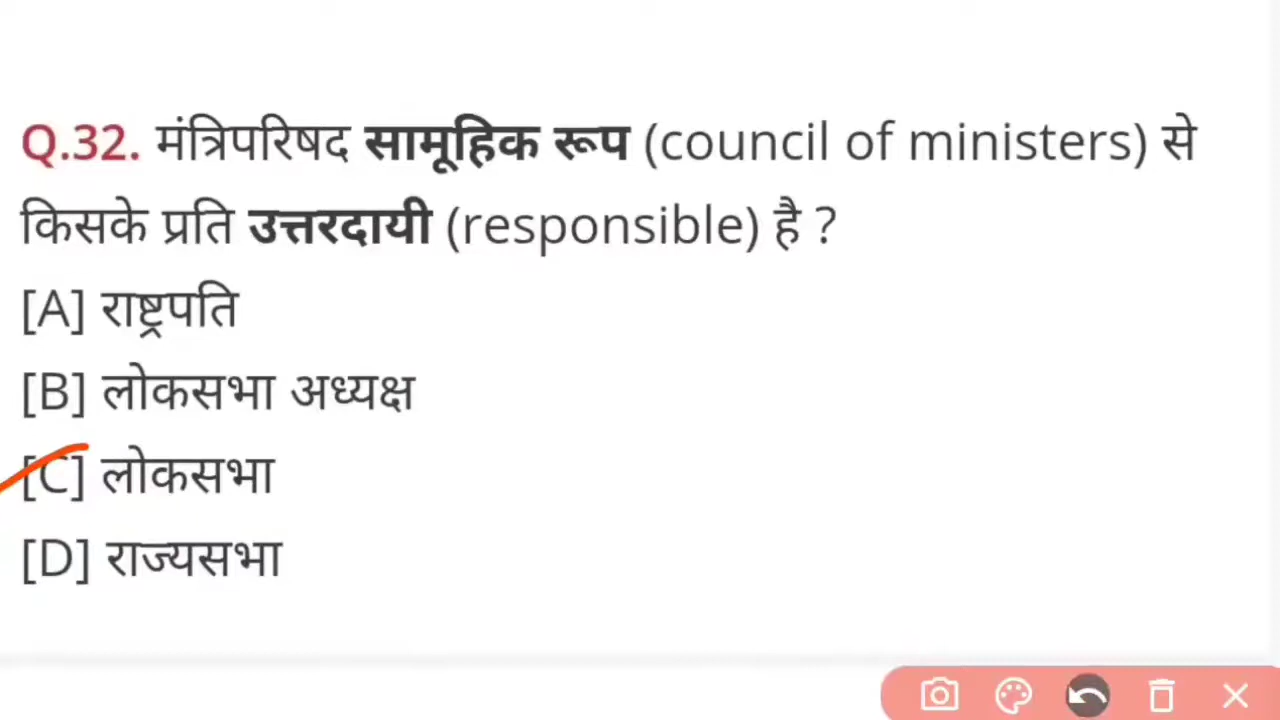 Q.32. मंत्रिपरिषद सामूहिक रूप (council of ministers) से
किसके प्रति उत्तरदायी (responsible) है ?
[A] राष्ट्रपति
[B] लोकसभा अध्यक्ष
[C] लोकसभा
[D] राज्यसभा